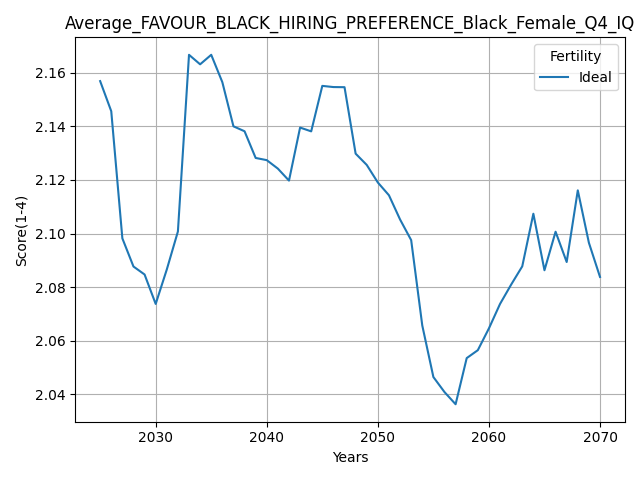 Average_FAVOUR_BLACK_HIRING_PREFERENCE_Black_Female_Q4_IQ
Fertility
Ideal
2.16
2.14
2.12
2.10
2.08
2.06
2.04
Score(1-4)
2030 2040 2050 2060 2070
Years